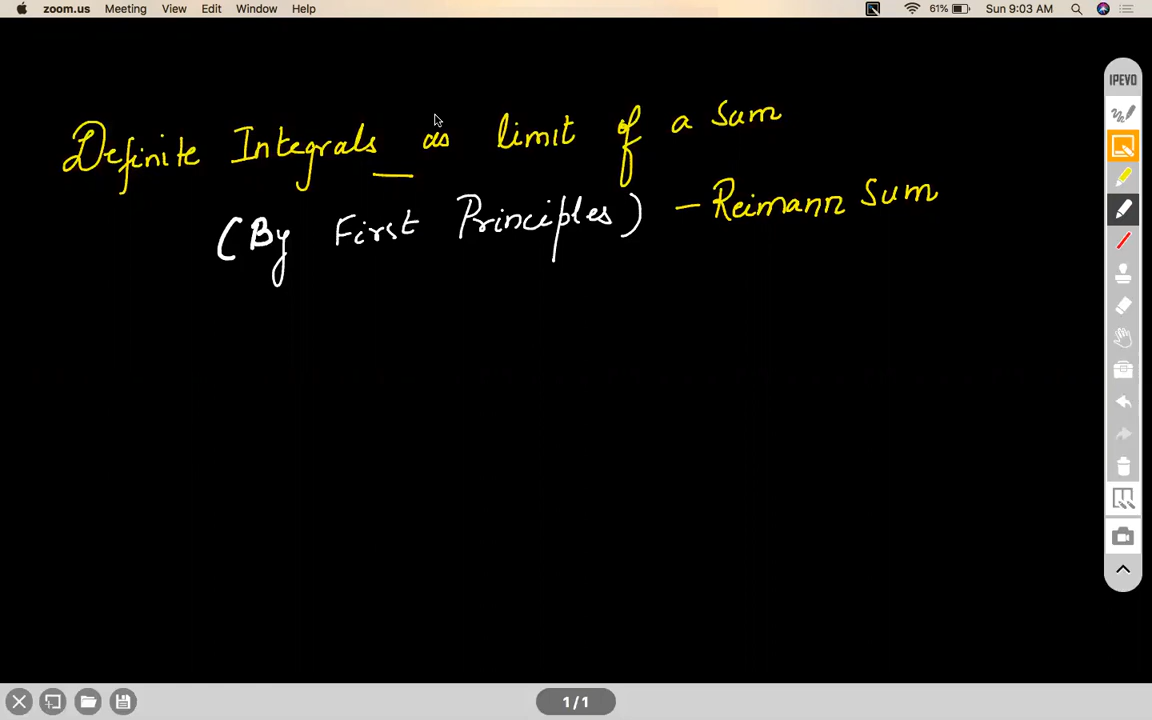 zoom.us Meeting View Edit Window Help 61% Sun 9:03 AM
IPEVO
Definite Integrals _ as limit of a Sum
(By First Principles) - Reimann Sum
1/1